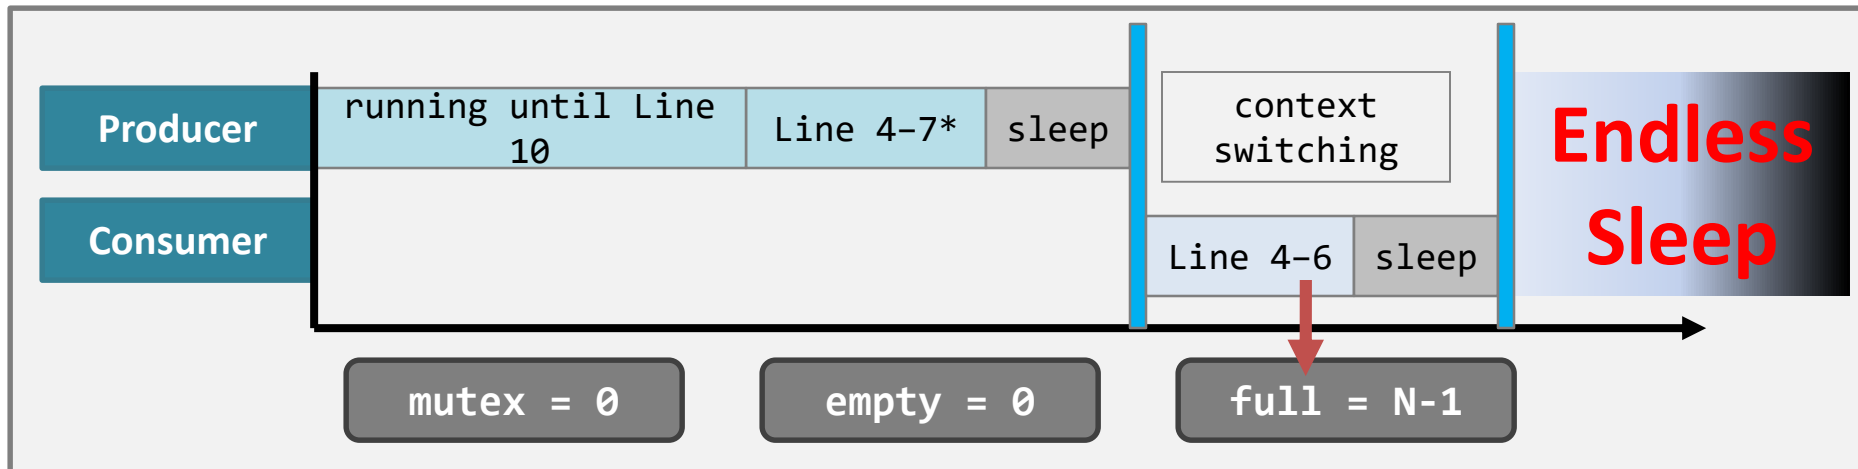 Producer
running until Line
10
Line 4–7*
sleep
context
switching
Endless
Sleep
Consumer
Line 4–6
sleep
mutex = 0
empty = 0
full = N-1